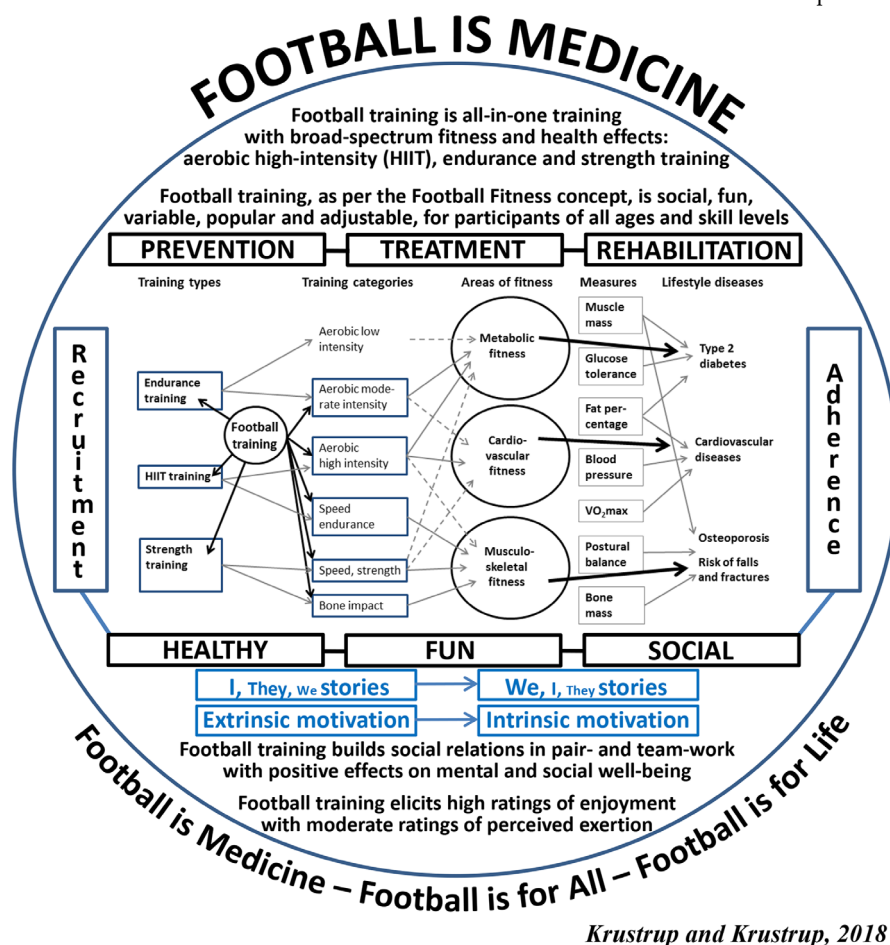 FOOTBALL IS MEDICINE
Football training is all-in-one training
with broad-spectrum fitness and health effects:
aerobic high-intensity (HIIT), endurance and strength training
Football training, as per the Football Fitness concept, is social, fun,
variable, popular and adjustable, for participants of all ages and skill levels
PREVENTION
TREATMENT
REHABILITATION
Training types
Training categories
Areas of fitness
Measures
Lifestyle diseases
Recruitment
Endurance
training
HIIT training
Strength
training
Football
training
Aerobic low
intensity
Aerobic mode-
rate intensity
Aerobic
high intensity
Speed
endurance
Speed, strength
Bone impact
Metabolic
fitness
Cardio-
vascular
fitness
Musculo-
skeletal
fitness
Muscle
mass
Glucose
tolerance
Fat per-
centage
Blood
pressure
VO₂max
Postural
balance
Bone
mass
Type 2
diabetes
Cardiovascular
diseases
Osteoporosis
Risk of falls
and fractures
Adherence
HEALTHY
FUN
SOCIAL
I, They, We stories
We, I, They stories
Extrinsic motivation
Intrinsic motivation
Football training builds social relations in pair- and team-work
with positive effects on mental and social well-being
Football training elicits high ratings of enjoyment
with moderate ratings of perceived exertion
Football is Medicine – Football is for All – Football is for Life
Krustrup and Krustrup, 2018